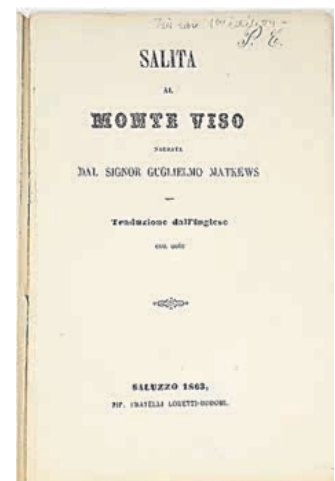 P. E.
SALITA
AL
MONTE VISO
NARRATA
DAL SIGNOR GUGLIELMO MATKEWS
Traduzione dall'inglese
con note
SALUZZO 1863,
TIP. FRATELLI LOBETTI-BODONI.